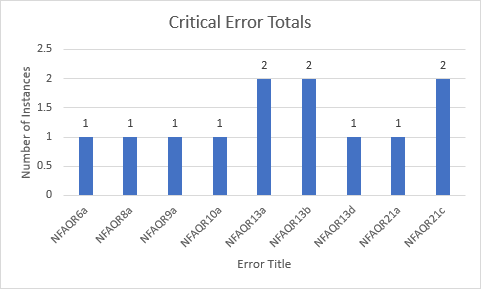 Critical Error Totals
Number of Instances
2.5
2
1.5
1
0.5
0
1 1 1 1 2 2 1 1 2
NFAQR6a NFAQR8a NFAQR9a NFAQR10a NFAQR13a NFAQR13b NFAQR13d NFAQR21a NFAQR21c
Error Title